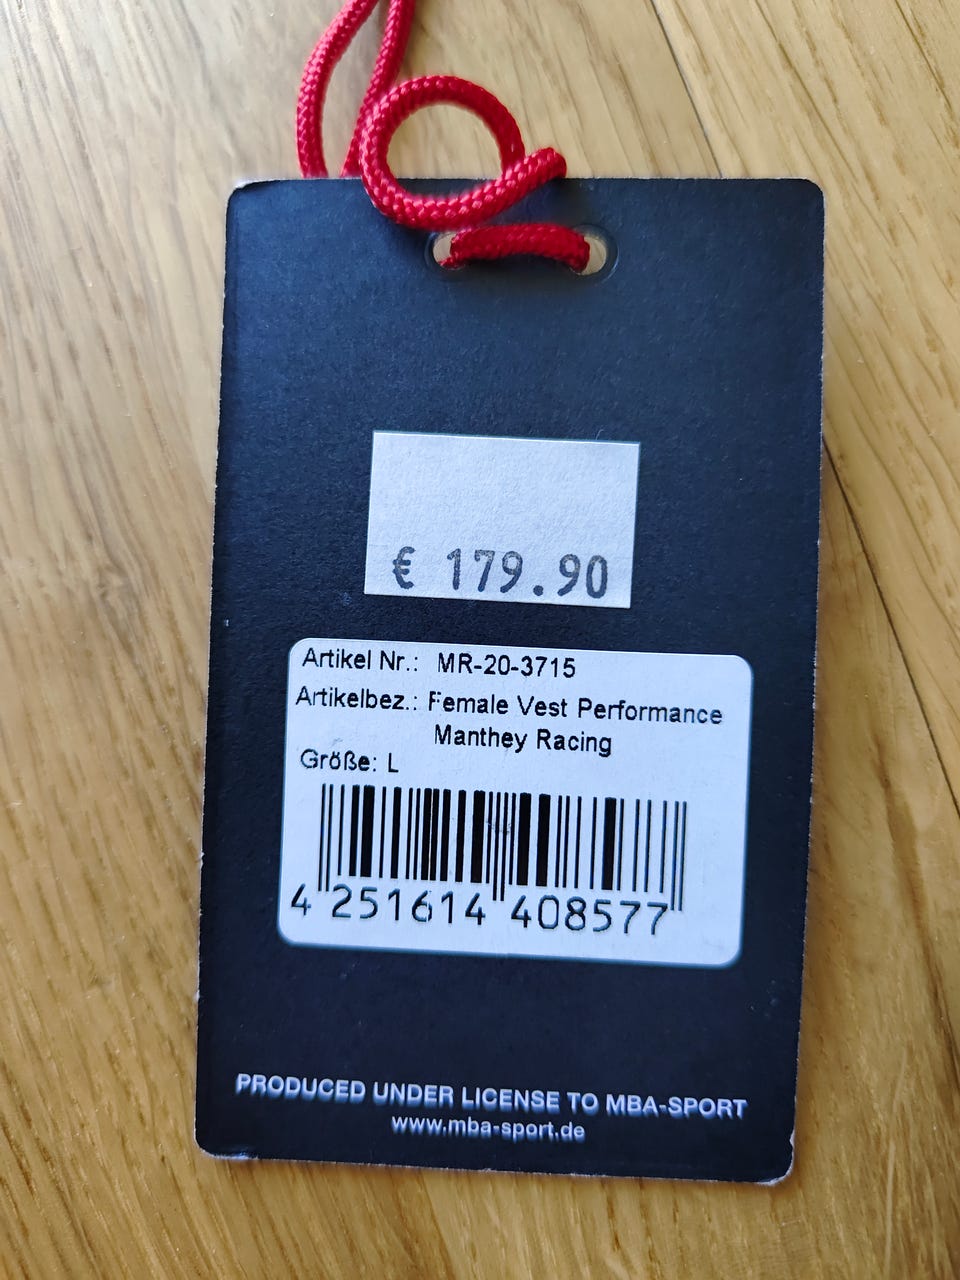 € 179.90
Artikel Nr.: MR-20-3715
Artikelbez.: Female Vest Performance
Manthey Racing
Größe: L
4 251614 408577
PRODUCED UNDER LICENSE TO MBA-SPORT
www.mba-sport.de